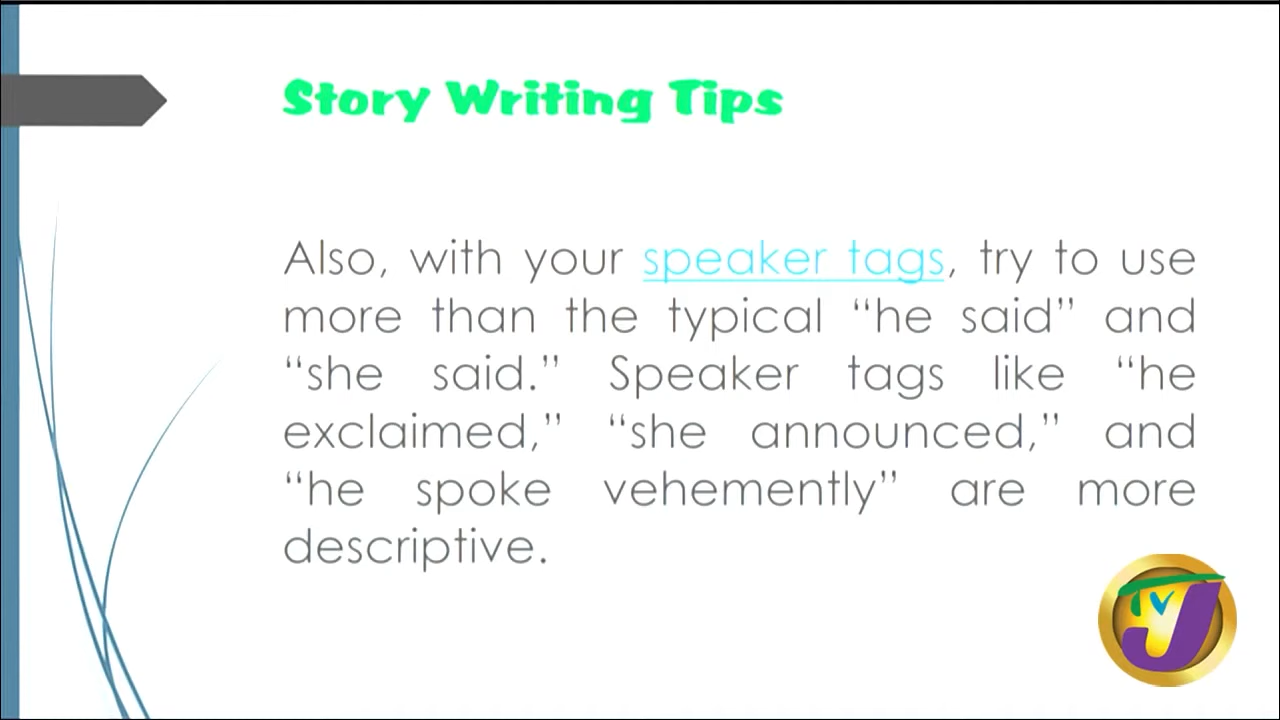 Story Writing Tips
Also, with your speaker tags, try to use
more than the typical “he said” and
“she said.” Speaker tags like “he
exclaimed,” “she announced,” and
“he spoke vehemently” are more
descriptive.
TVJ